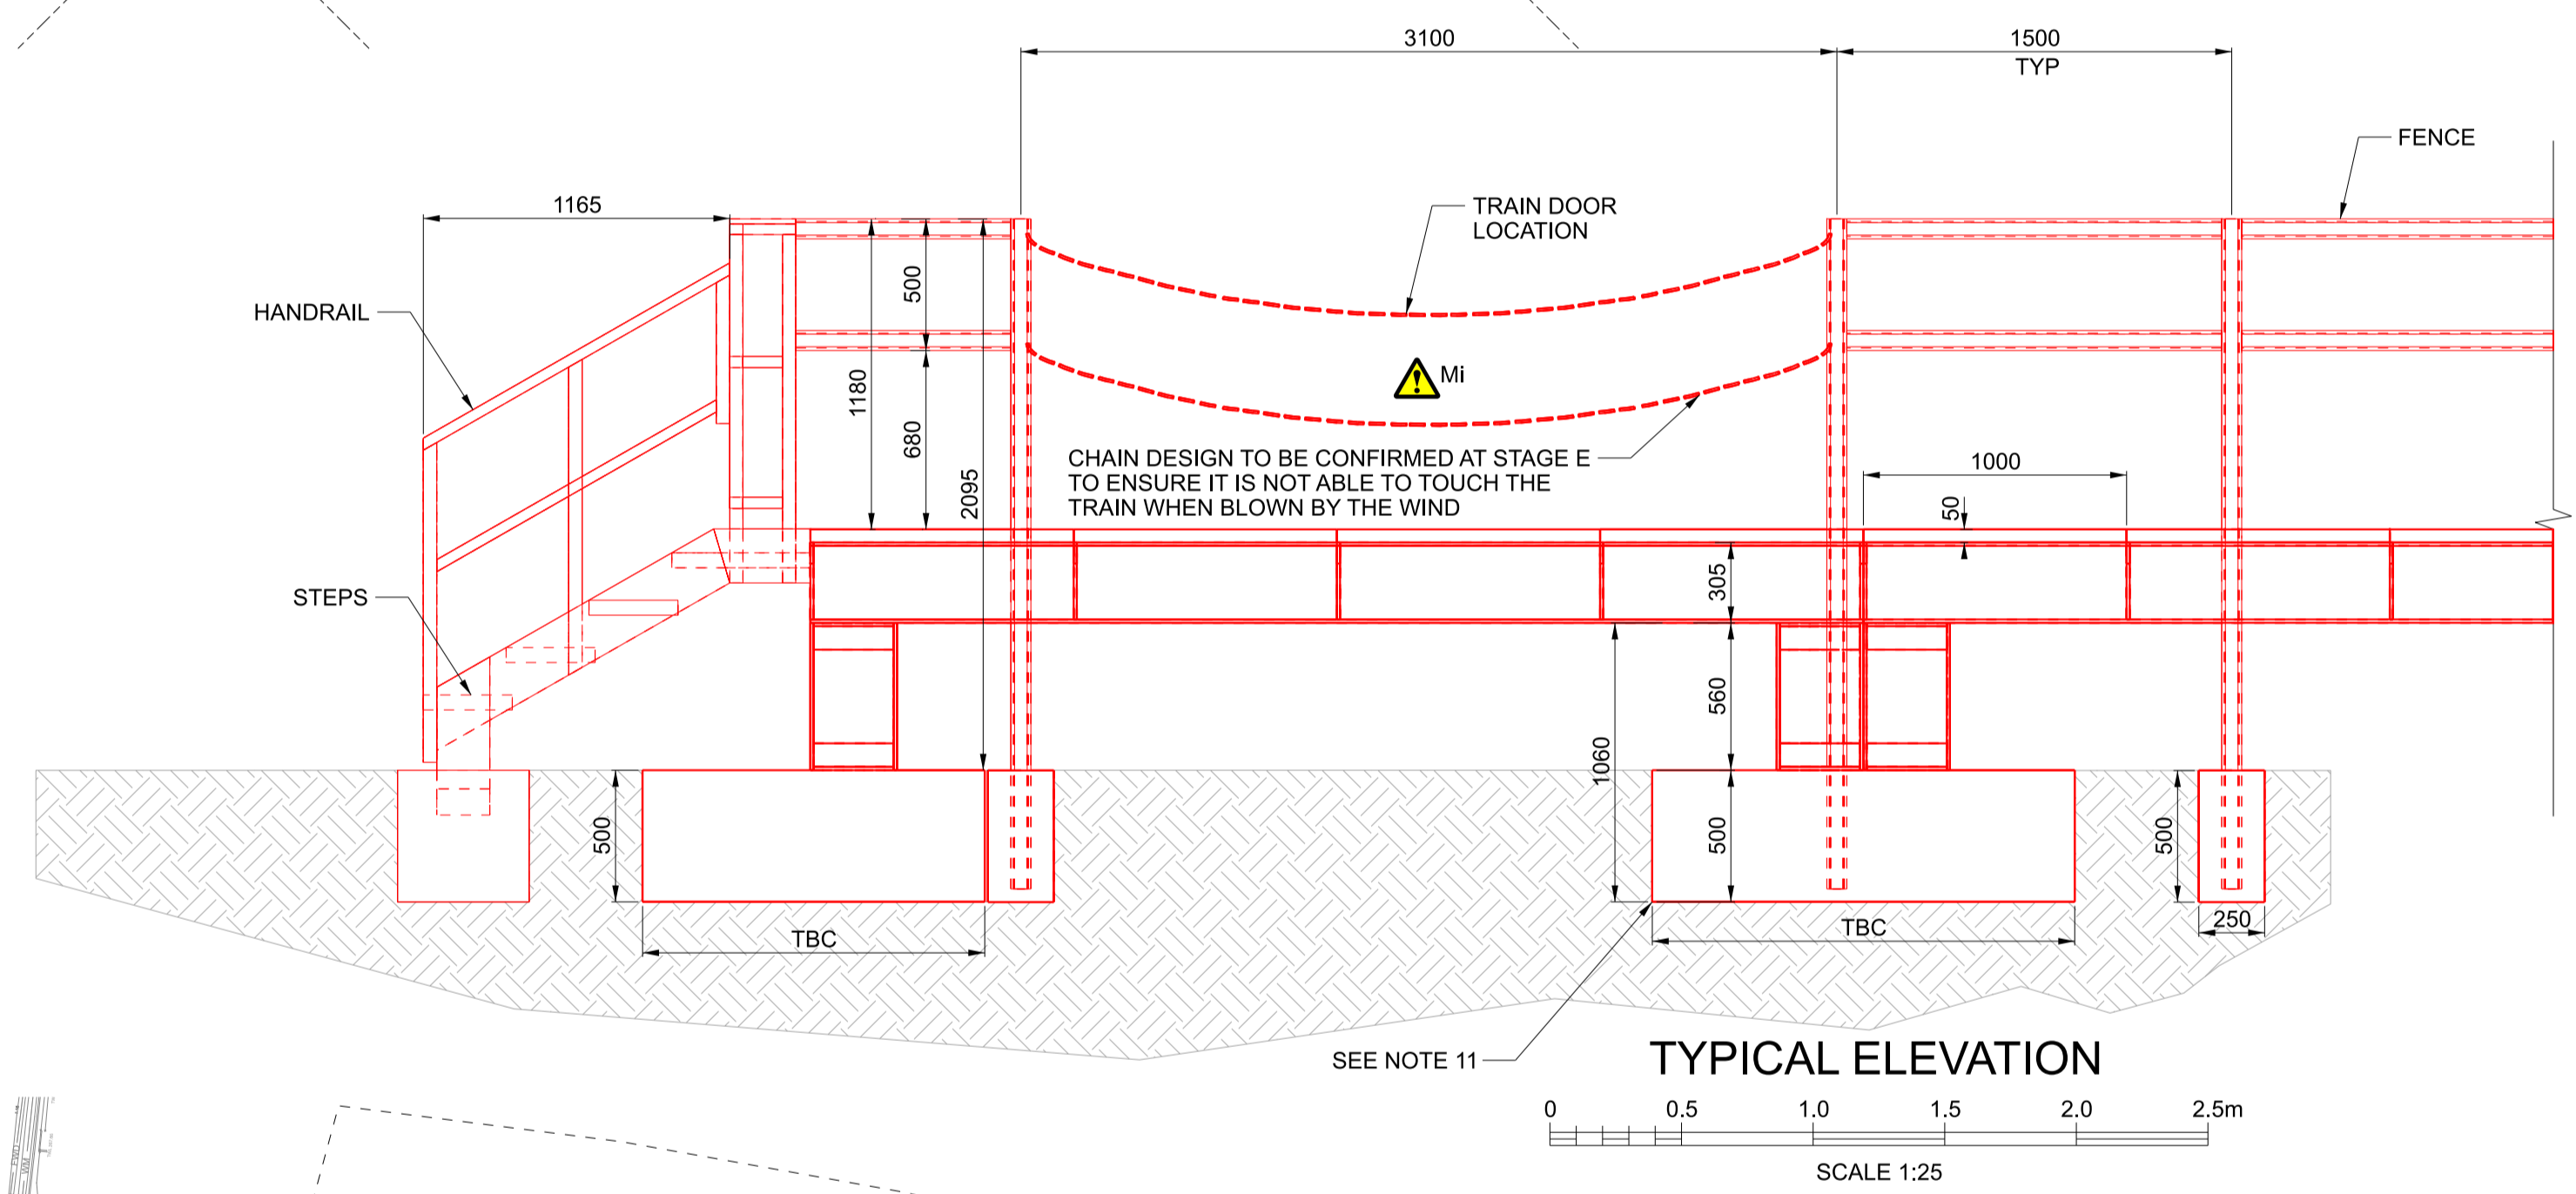 3100
1500
TYP
FENCE
1165
TRAIN DOOR
LOCATION
HANDRAIL
500
1180
680
2095
Mi
CHAIN DESIGN TO BE CONFIRMED AT STAGE E
TO ENSURE IT IS NOT ABLE TO TOUCH THE
TRAIN WHEN BLOWN BY THE WIND
1000
50
STEPS
305
560
1060
500
500
500
TBC
TBC
250
SEE NOTE 11
TYPICAL ELEVATION
0 0.5 1.0 1.5 2.0 2.5m
SCALE 1:25